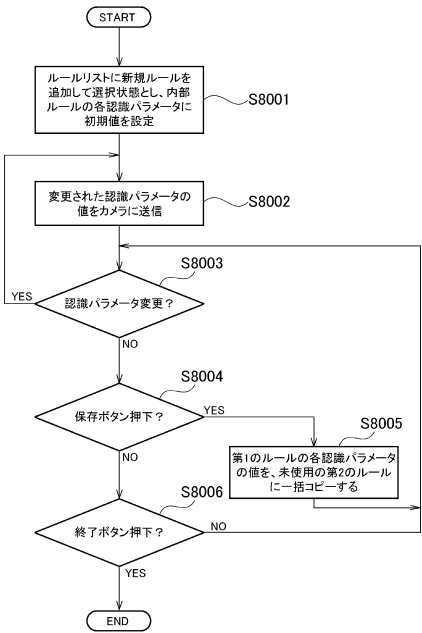 START
ルールリストに新規ルールを
追加して選択状態とし、内部
ルールの各認識パラメータに
初期値を設定
S8001
変更された認識パラメータの
値をカメラに送信
S8002
S8003
認識パラメータ変更？
YES
NO
S8004
保存ボタン押下？
YES
NO
S8005
第1のルールの各認識パラメータ
の値を、未使用の第2のルール
に一括コピーする
S8006
終了ボタン押下？
NO
YES
END